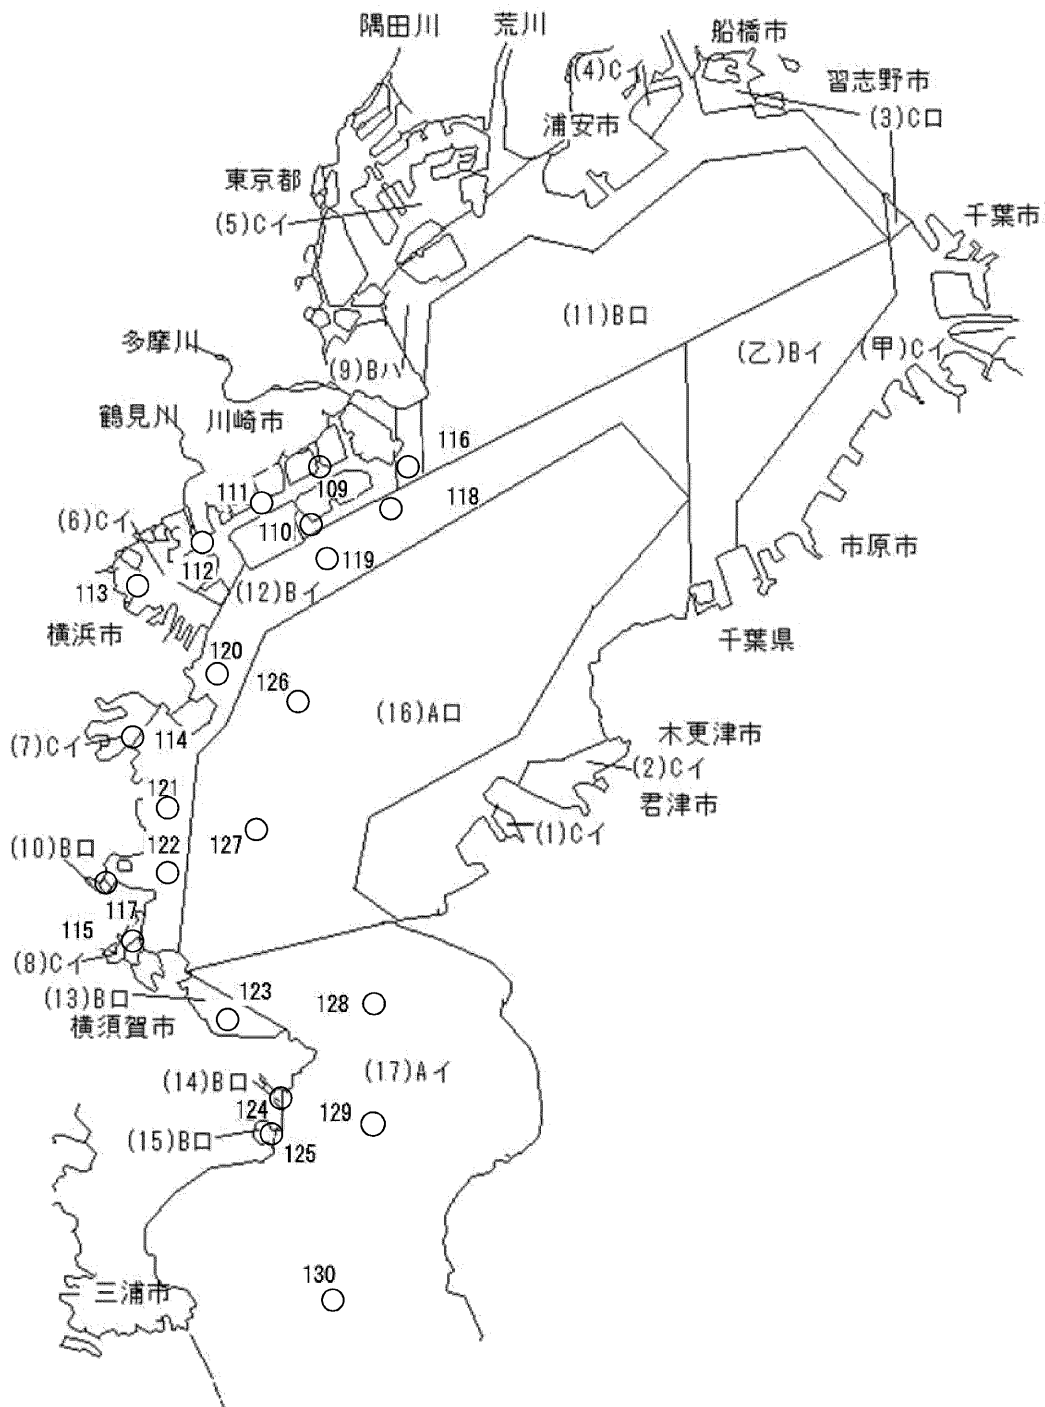 隅田川
荒川
船橋市
(4)Cイ
習志野市
(3)Cロ
浦安市
東京都
(5)Cイ
千葉市
(11)Bロ
多摩川
(9)Bハ
(乙)Bイ
(甲)Cイ
鶴見川
川崎市
116
109
111
118
(6)Cイ
110
112
119
市原市
113
(12)Bイ
横浜市
千葉県
120
126
(16)Aロ
(7)Cイ
114
木更津市
(2)Cイ
121
君津市
127
(1)Cイ
(10)Bロ
122
117
115
(8)Cイ
(13)Bロ
123
128
横須賀市
(17)Aイ
(14)Bロ
124
129
(15)Bロ
125
130
三浦市